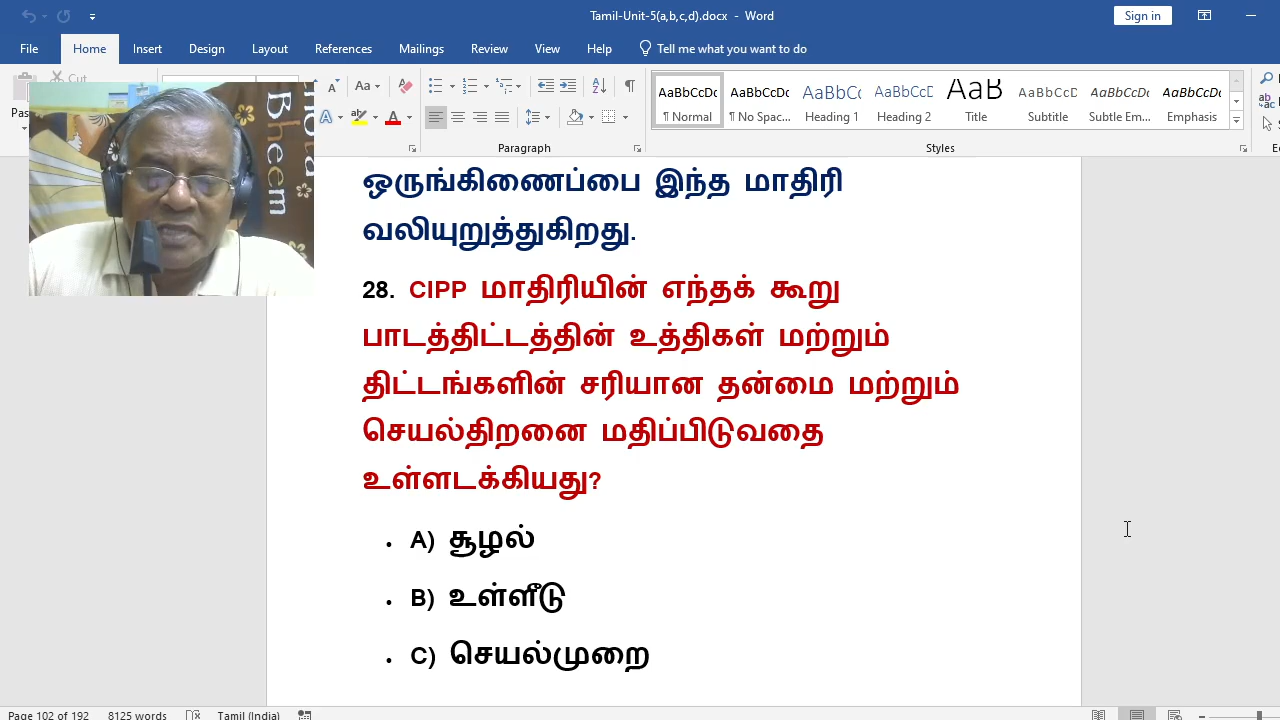 Tamil-Unit-5(a,b,c,d).docx - Word
Sign in
File Home Insert Design Layout References Mailings Review View Help Tell me what you want to do
Cut
Aa
AaBbCcDc AaBbCcDc AaBbCc AaBbCcD AaB AaBbCcD AaBbCcDc AaBbCcDc
¶ Normal ¶ No Spac... Heading 1 Heading 2 Title Subtitle Subtle Em... Emphasis
Paragraph Styles
Bheem
ஒருங்கிணைப்பை இந்த மாதிரி
வலியுறுத்துகிறது.
28. CIPP மாதிரியின் எந்தக் கூறு
பாடத்திட்டத்தின் உத்திகள் மற்றும்
திட்டங்களின் சரியான தன்மை மற்றும்
செயல்திறனை மதிப்பிடுவதை
உள்ளடக்கியது?
• A) சூழல்
• B) உள்ளீடு
• C) செயல்முறை
Page 102 of 192 8125 words Tamil (India)